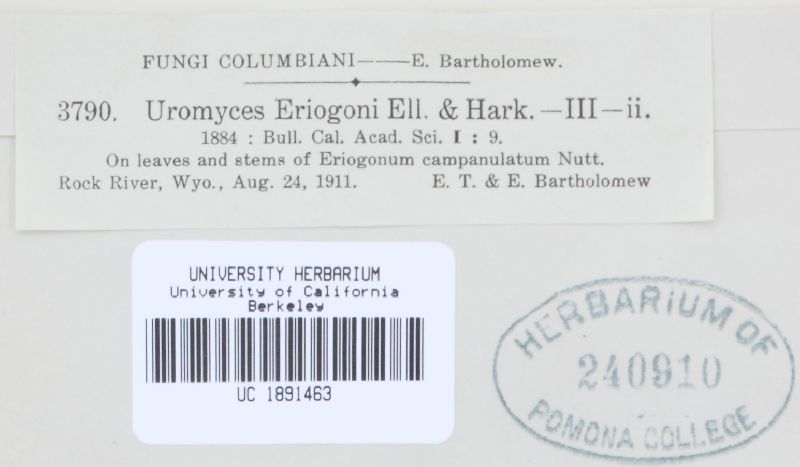 FUNGI COLUMBIANI——E. Bartholomew.
3790. Uromyces Eriogoni Ell. & Hark. —III—ii.
1884 : Bull. Cal. Acad. Sci. I : 9.
On leaves and stems of Eriogonum campanulatum Nutt.
Rock River, Wyo., Aug. 24, 1911. E. T. & E. Bartholomew
UNIVERSITY HERBARIUM
University of California
Berkeley
UC 1891463
HERBARIUM OF
240910
POMONA COLLEGE